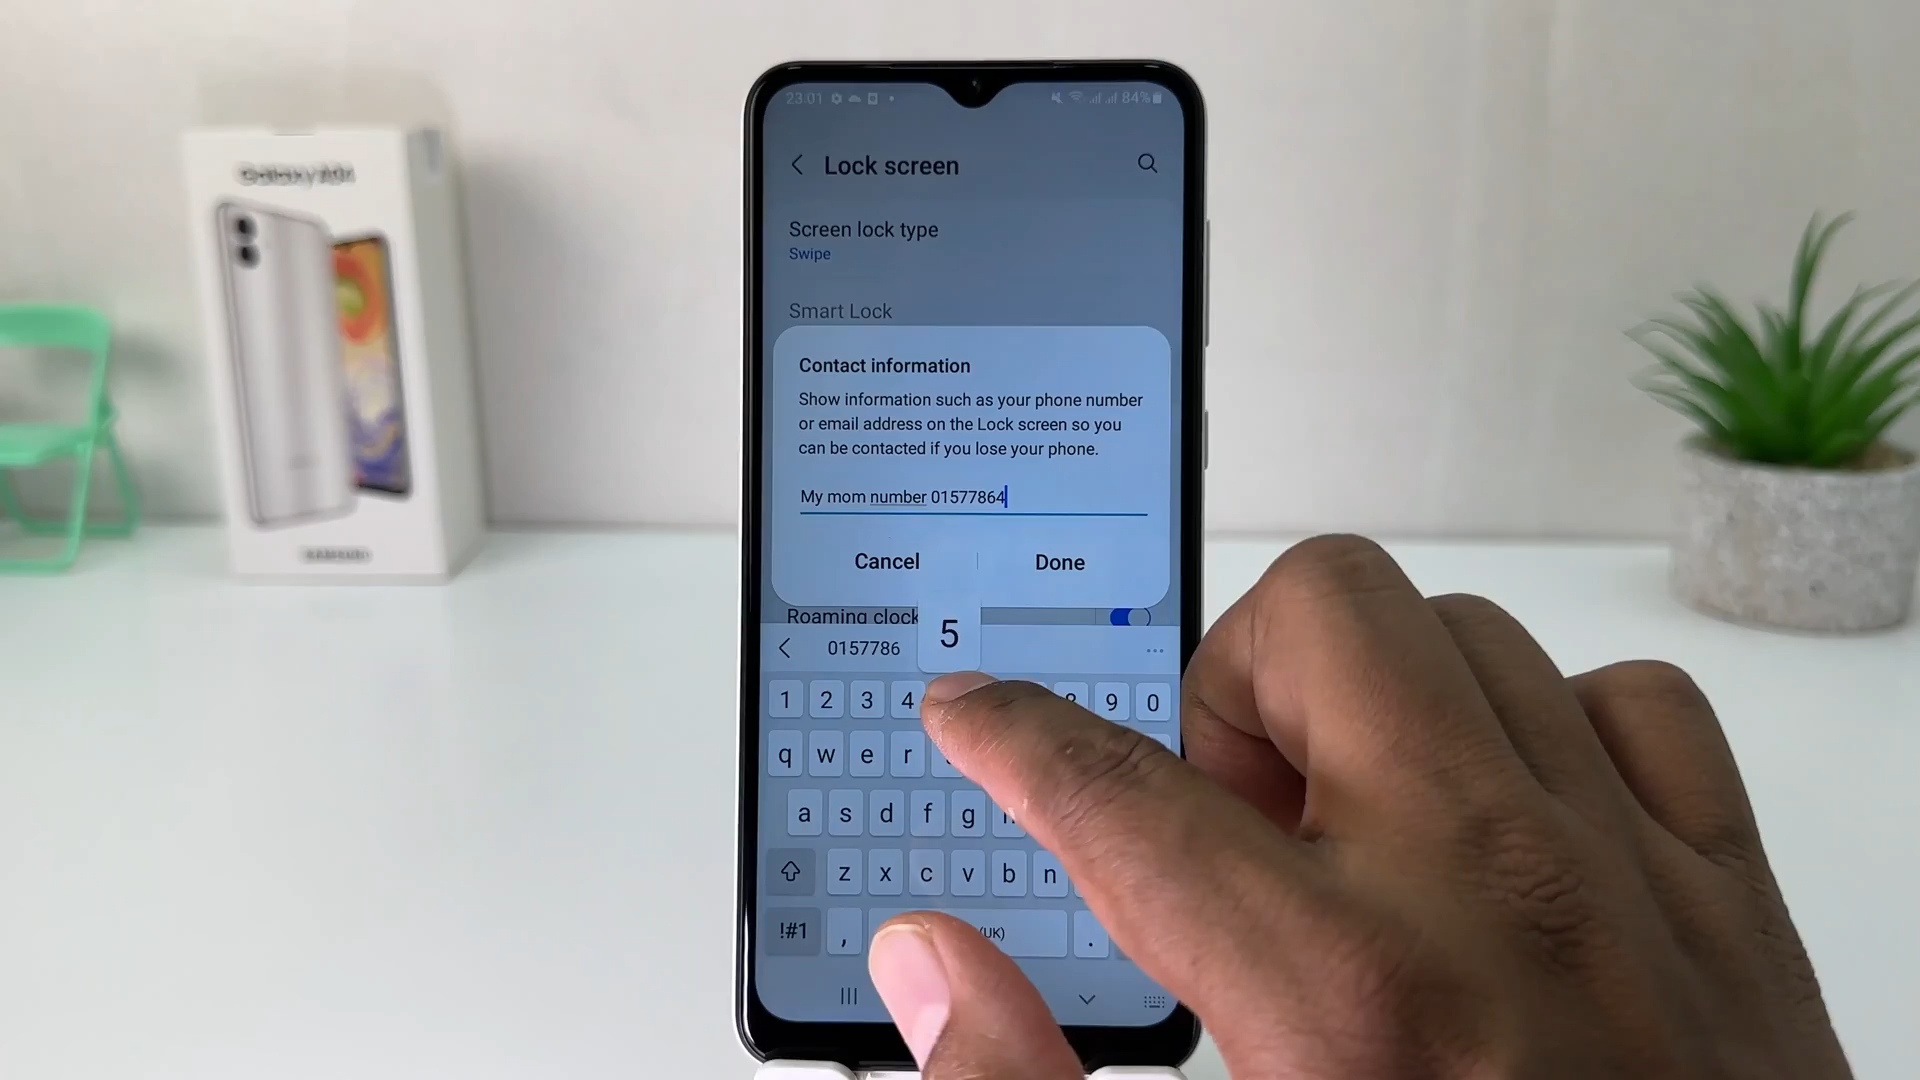 Galaxy A04
SAMSUNG
23:01
84%
Lock screen
Screen lock type
Swipe
Smart Lock
Contact information
Show information such as your phone number
or email address on the Lock screen so you
can be contacted if you lose your phone.
My mom number 01577864
Cancel
Done
Roaming clock
0157786
5
1 2 3 4 8 9 0
q w e r
a s d f g
z x c v b n
!#1 , (UK) .